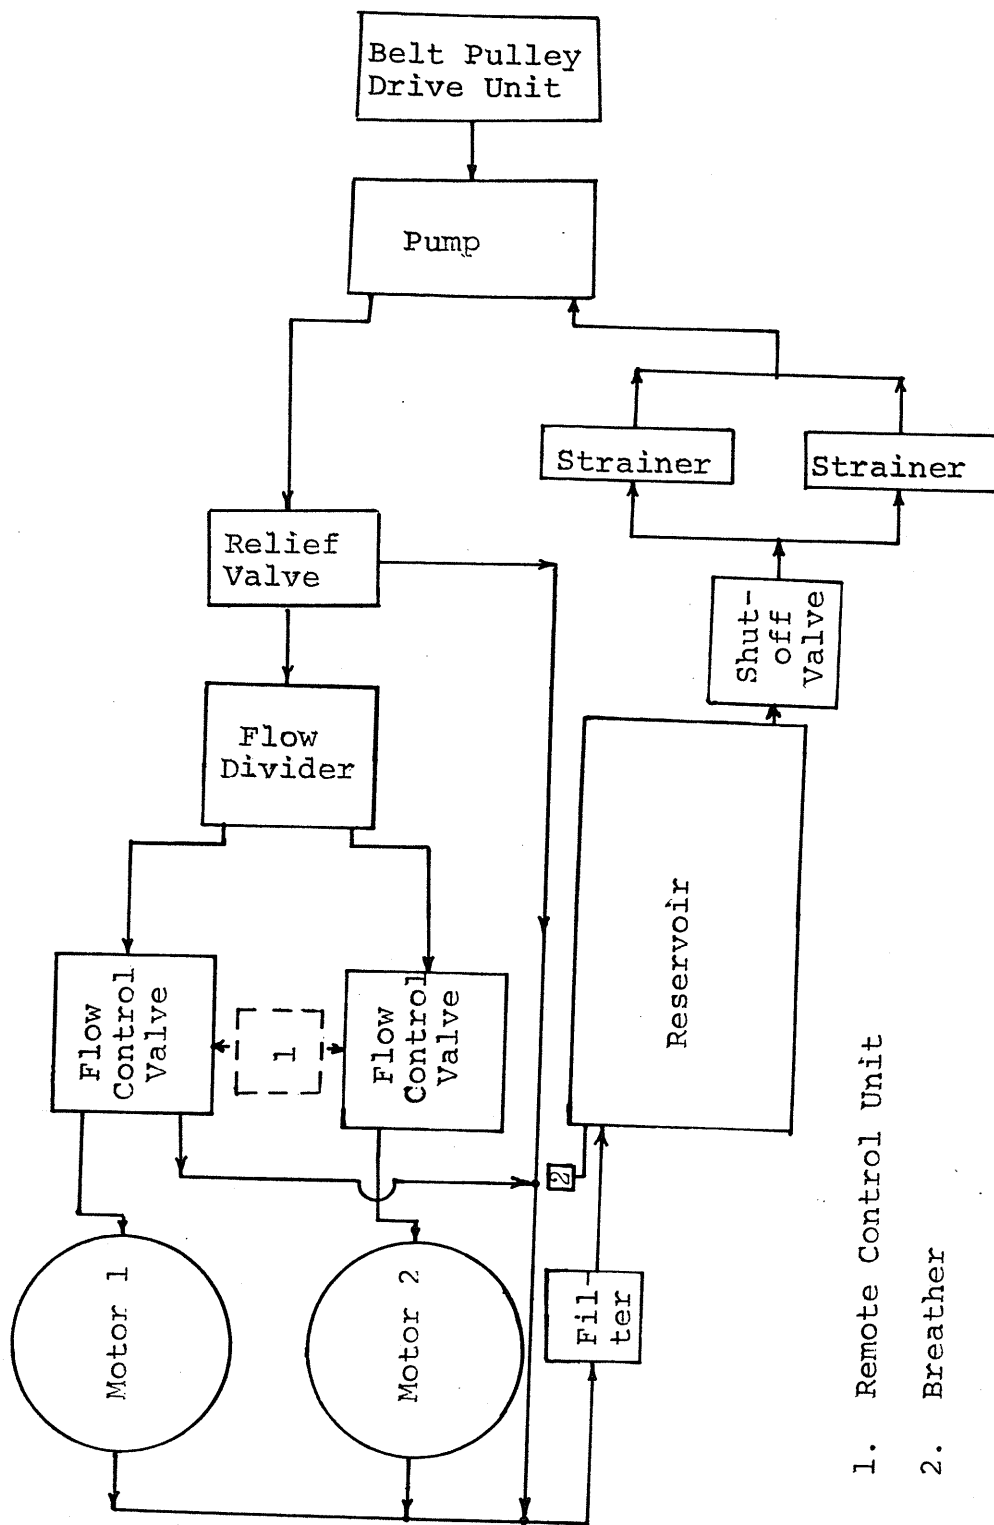 Belt Pulley
Drive Unit
Pump
Strainer
Strainer
Relief
Valve
Shut-
off
Valve
Flow
Divider
Flow
Control
Valve
1
Flow
Control
Valve
Reservoir
2
Motor 1
Motor 2
Fil-
ter
1. Remote Control Unit
2. Breather